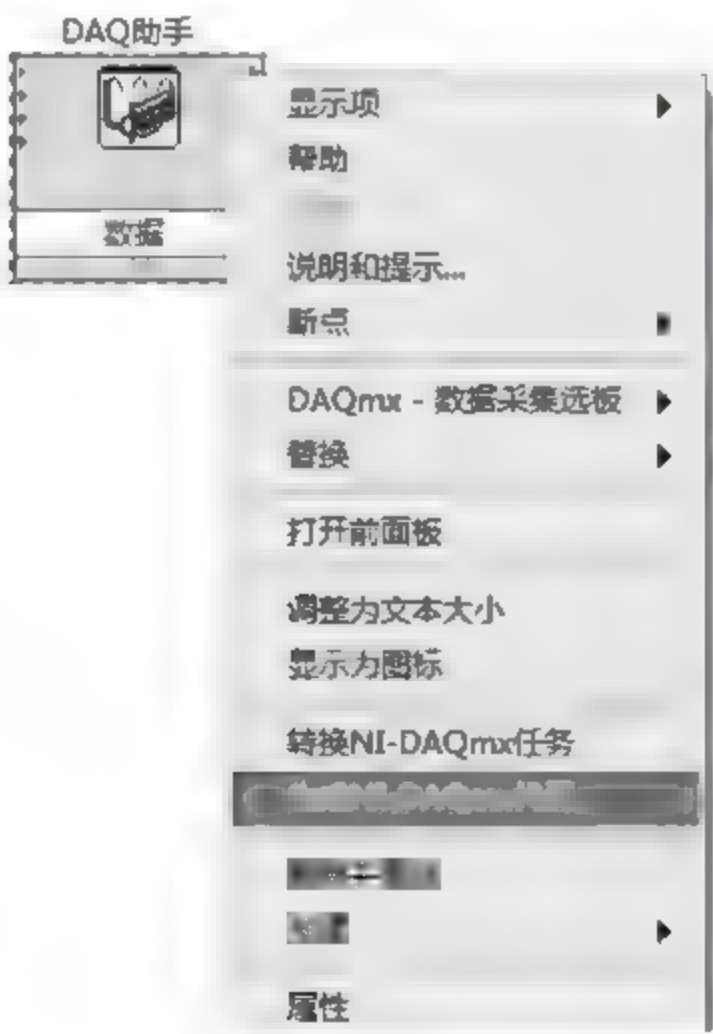 DAQ助手
数据
显示项
帮助
说明和提示...
断点
DAQmx - 数据采集选板
替换
打开前面板
调整为文本大小
显示为图标
转换NI-DAQmx任务
属性